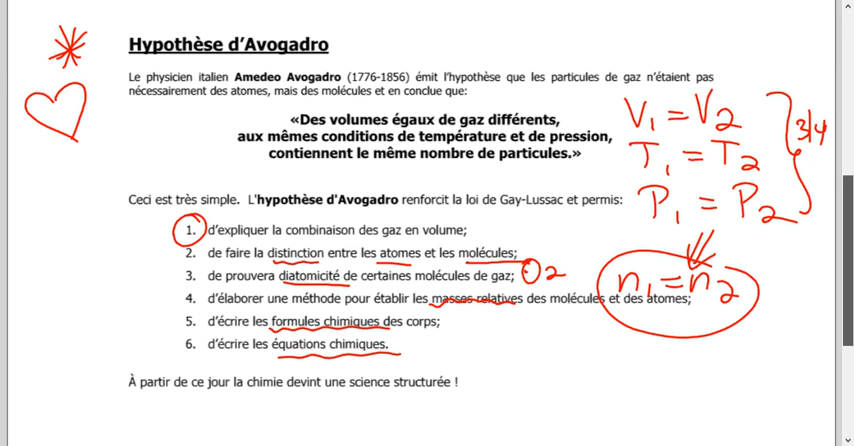 Hypothèse d'Avogadro
Le physicien italien Amedeo Avogadro (1776-1856) émit l'hypothèse que les particules de gaz n'étaient pas
nécessairement des atomes, mais des molécules et en conclue que:
«Des volumes égaux de gaz différents,
aux mêmes conditions de température et de pression,
contiennent le même nombre de particules.»
V₁ = V₂
T₁ = T₂
P₁ = P₂
3/4
n₁ = n₂
Ceci est très simple. L'hypothèse d'Avogadro renforcit la loi de Gay-Lussac et permis:
1. d'expliquer la combinaison des gaz en volume;
2. de faire la distinction entre les atomes et les molécules;
3. de prouvera diatomicité de certaines molécules de gaz; O2
4. d'élaborer une méthode pour établir les masses relatives des molécules et des atomes;
5. d'écrire les formules chimiques des corps;
6. d'écrire les équations chimiques.
À partir de ce jour la chimie devint une science structurée !